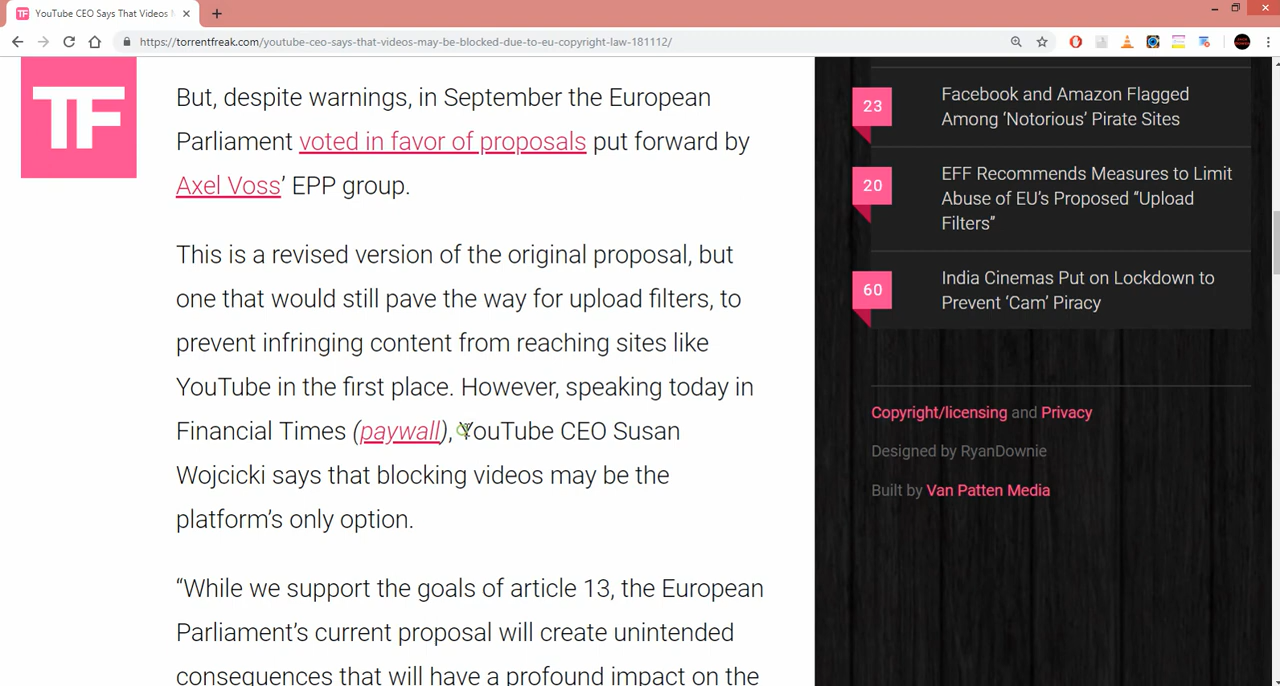 YouTube CEO Says That Videos M
https://torrentfreak.com/youtube-ceo-says-that-videos-may-be-blocked-due-to-eu-copyright-law-181112/
TF
But, despite warnings, in September the European
Parliament voted in favor of proposals put forward by
Axel Voss’ EPP group.
This is a revised version of the original proposal, but
one that would still pave the way for upload filters, to
prevent infringing content from reaching sites like
YouTube in the first place. However, speaking today in
Financial Times (paywall), YouTube CEO Susan
Wojcicki says that blocking videos may be the
platform’s only option.
“While we support the goals of article 13, the European
Parliament’s current proposal will create unintended
consequences that will have a profound impact on the
23
Facebook and Amazon Flagged
Among ‘Notorious’ Pirate Sites
20
EFF Recommends Measures to Limit
Abuse of EU’s Proposed “Upload
Filters”
60
India Cinemas Put on Lockdown to
Prevent ‘Cam’ Piracy
Copyright/licensing and Privacy
Designed by RyanDownie
Built by Van Patten Media